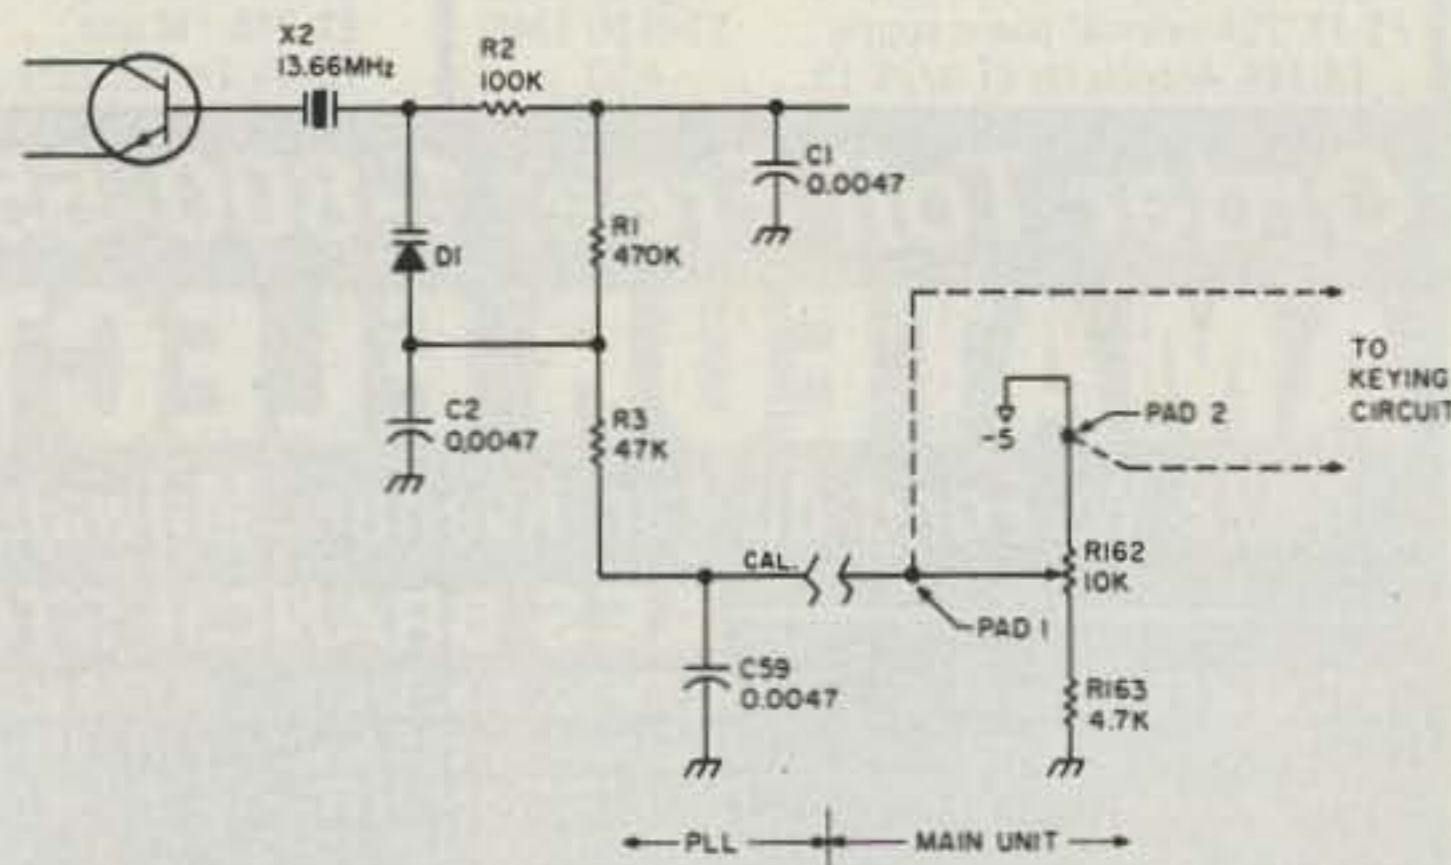 X2
13.66MHz
R2
100K
C1
0.0047
R1
470K
D1
TO
KEYING
CIRCUIT
-5
PAD 2
C2
0.0047
R3
47K
CAL.
R162
10K
PAD 1
C59
0.0047
R163
4.7K
PLL
MAIN UNIT